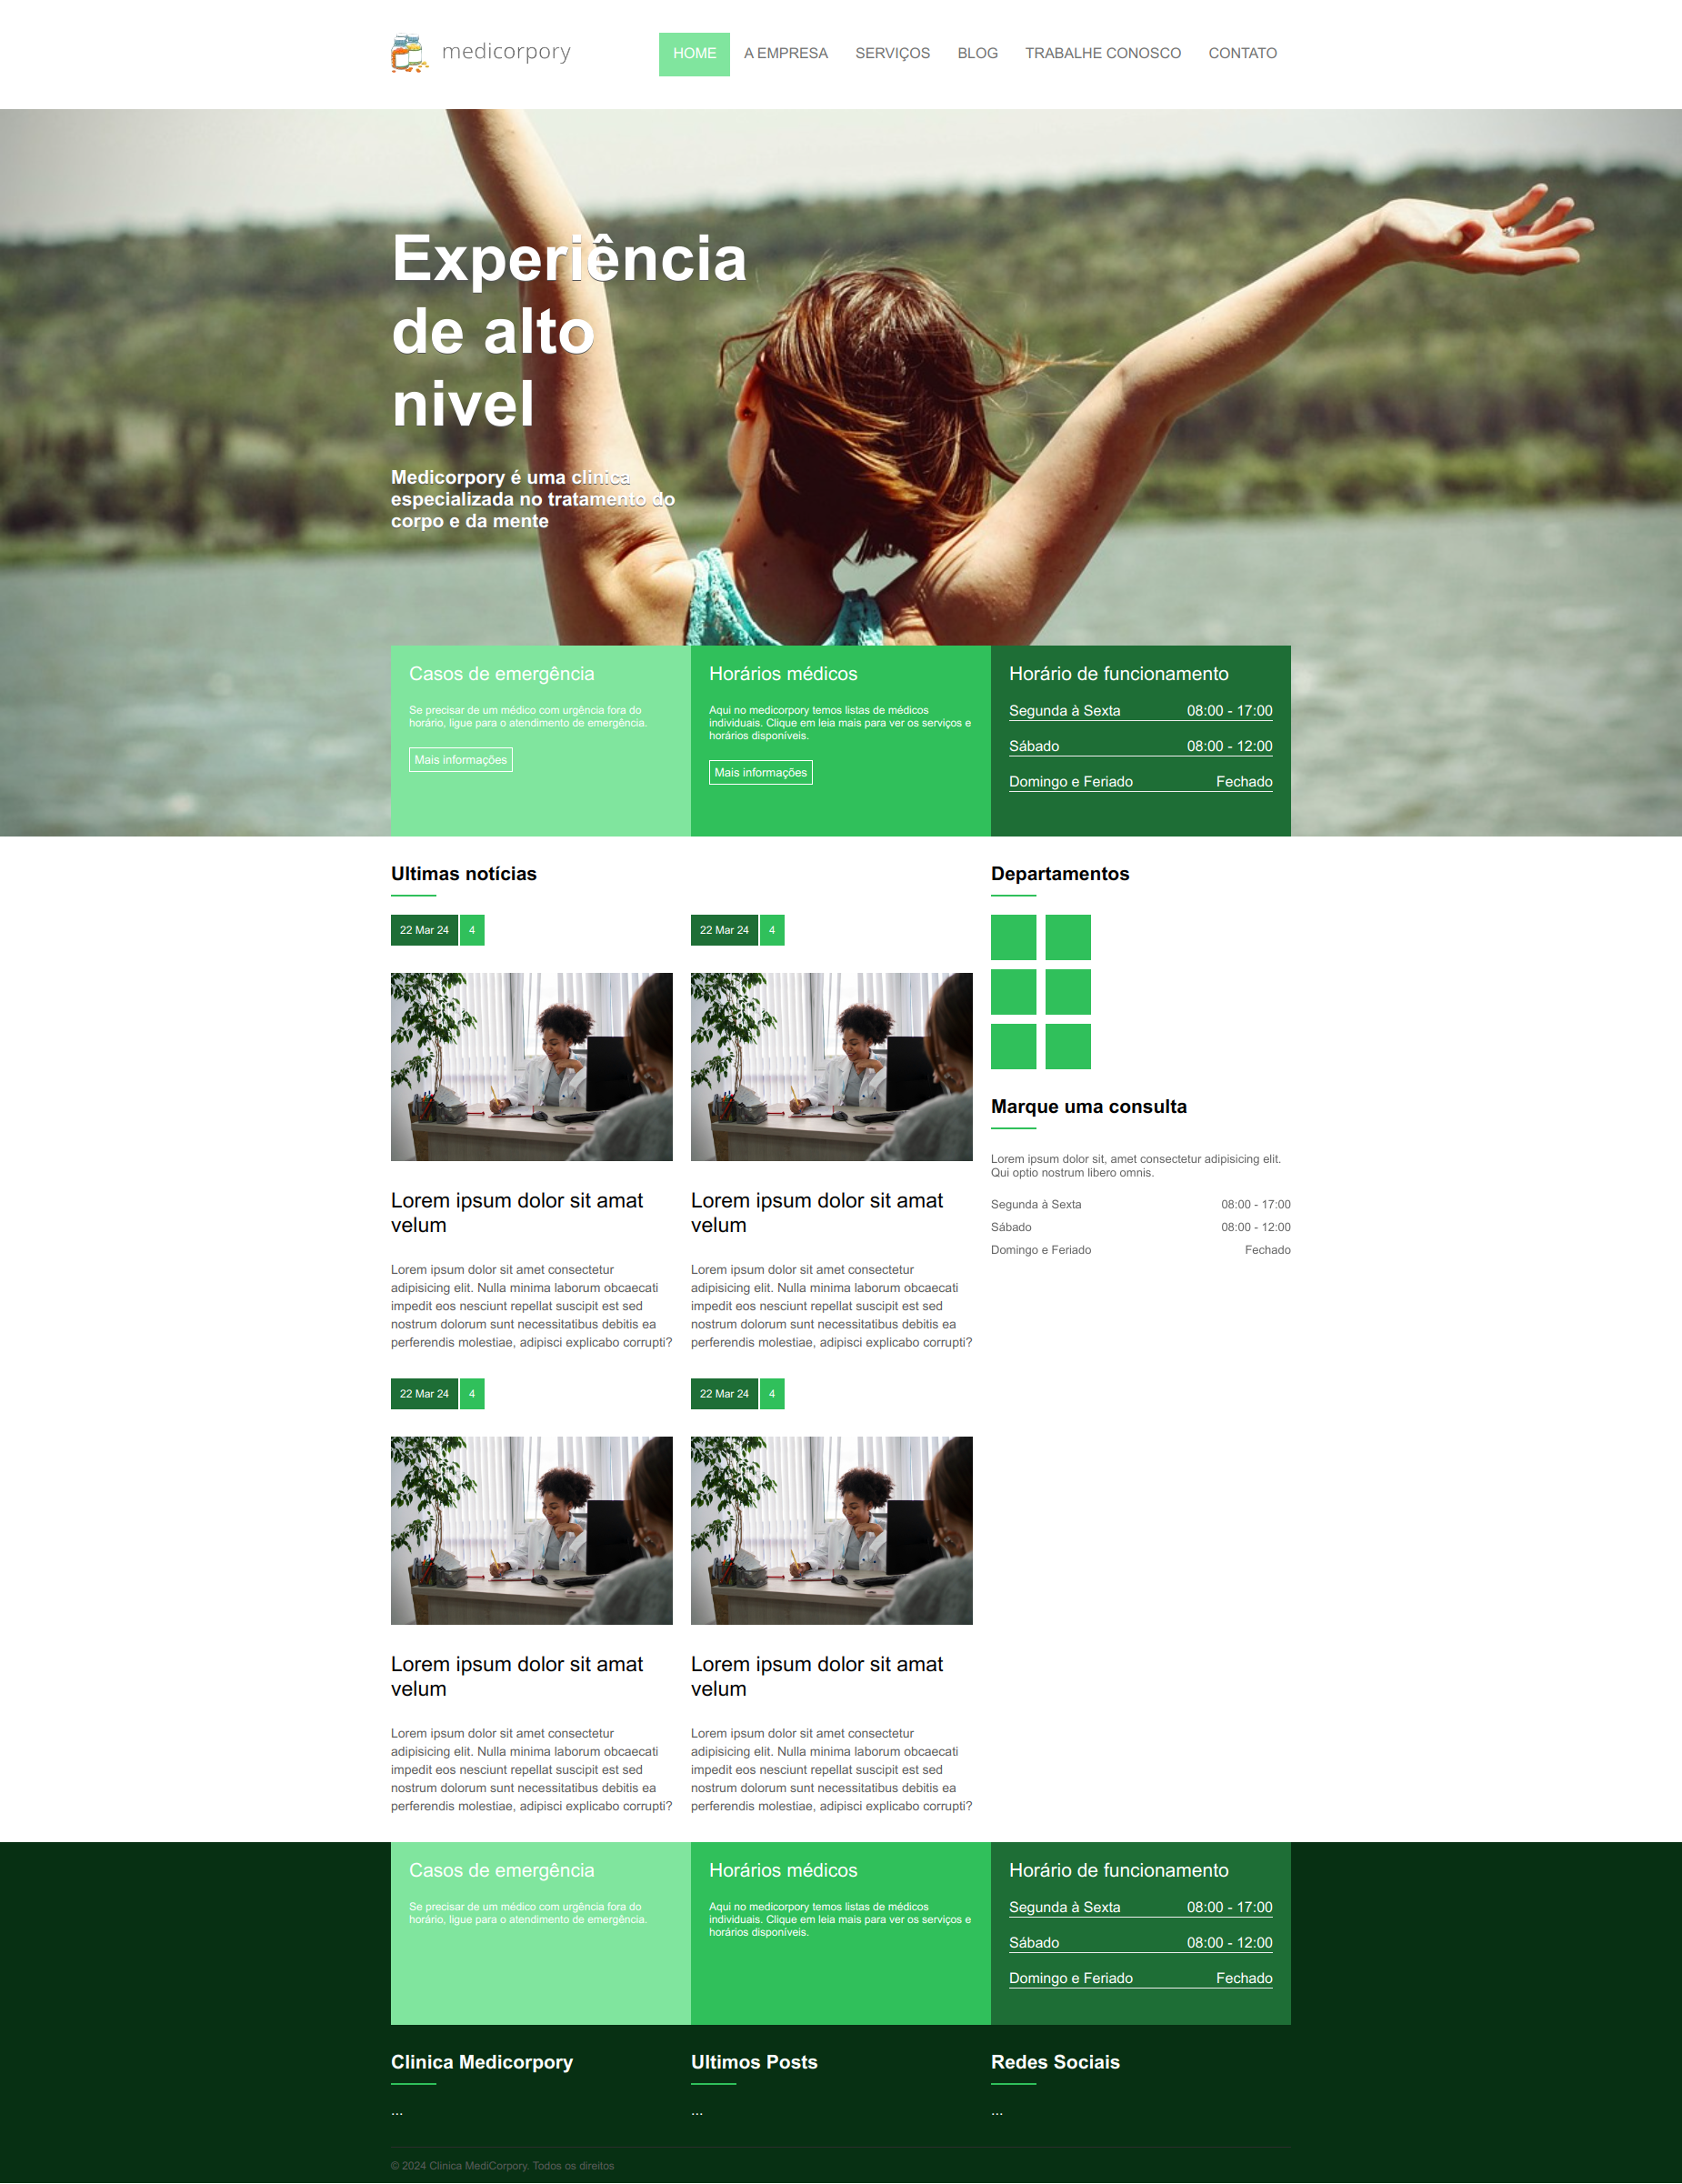 medicorpory
HOME A EMPRESA SERVIÇOS BLOG TRABALHE CONOSCO CONTATO
Experiência
de alto
nivel
Medicorpory é uma clinica
especializada no tratamento do
corpo e da mente
Casos de emergência
Se precisar de um médico com urgência fora do
horário, ligue para o atendimento de emergência.
Mais informações
Horários médicos
Aqui no medicorpory temos listas de médicos
individuais. Clique em leia mais para ver os serviços e
horários disponíveis.
Mais informações
Horário de funcionamento
Segunda à Sexta 08:00 - 17:00
Sábado 08:00 - 12:00
Domingo e Feriado Fechado
Ultimas notícias
22 Mar 24 4
Lorem ipsum dolor sit amat
velum
Lorem ipsum dolor sit amet consectetur
adipisicing elit. Nulla minima laborum obcaecati
impedit eos nesciunt repellat suscipit est sed
nostrum dolorum sunt necessitatibus debitis ea
perferendis molestiae, adipisci explicabo corrupti?
22 Mar 24 4
Lorem ipsum dolor sit amat
velum
Lorem ipsum dolor sit amet consectetur
adipisicing elit. Nulla minima laborum obcaecati
impedit eos nesciunt repellat suscipit est sed
nostrum dolorum sunt necessitatibus debitis ea
perferendis molestiae, adipisci explicabo corrupti?
22 Mar 24 4
Lorem ipsum dolor sit amat
velum
Lorem ipsum dolor sit amet consectetur
adipisicing elit. Nulla minima laborum obcaecati
impedit eos nesciunt repellat suscipit est sed
nostrum dolorum sunt necessitatibus debitis ea
perferendis molestiae, adipisci explicabo corrupti?
22 Mar 24 4
Lorem ipsum dolor sit amat
velum
Lorem ipsum dolor sit amet consectetur
adipisicing elit. Nulla minima laborum obcaecati
impedit eos nesciunt repellat suscipit est sed
nostrum dolorum sunt necessitatibus debitis ea
perferendis molestiae, adipisci explicabo corrupti?
Departamentos
Marque uma consulta
Lorem ipsum dolor sit, amet consectetur adipisicing elit.
Qui optio nostrum libero omnis.
Segunda à Sexta 08:00 - 17:00
Sábado 08:00 - 12:00
Domingo e Feriado Fechado
Casos de emergência
Se precisar de um médico com urgência fora do
horário, ligue para o atendimento de emergência.
Horários médicos
Aqui no medicorpory temos listas de médicos
individuais. Clique em leia mais para ver os serviços e
horários disponíveis.
Horário de funcionamento
Segunda à Sexta 08:00 - 17:00
Sábado 08:00 - 12:00
Domingo e Feriado Fechado
Clinica Medicorpory
...
Ultimos Posts
...
Redes Sociais
...
© 2024 Clinica MediCorpory. Todos os direitos